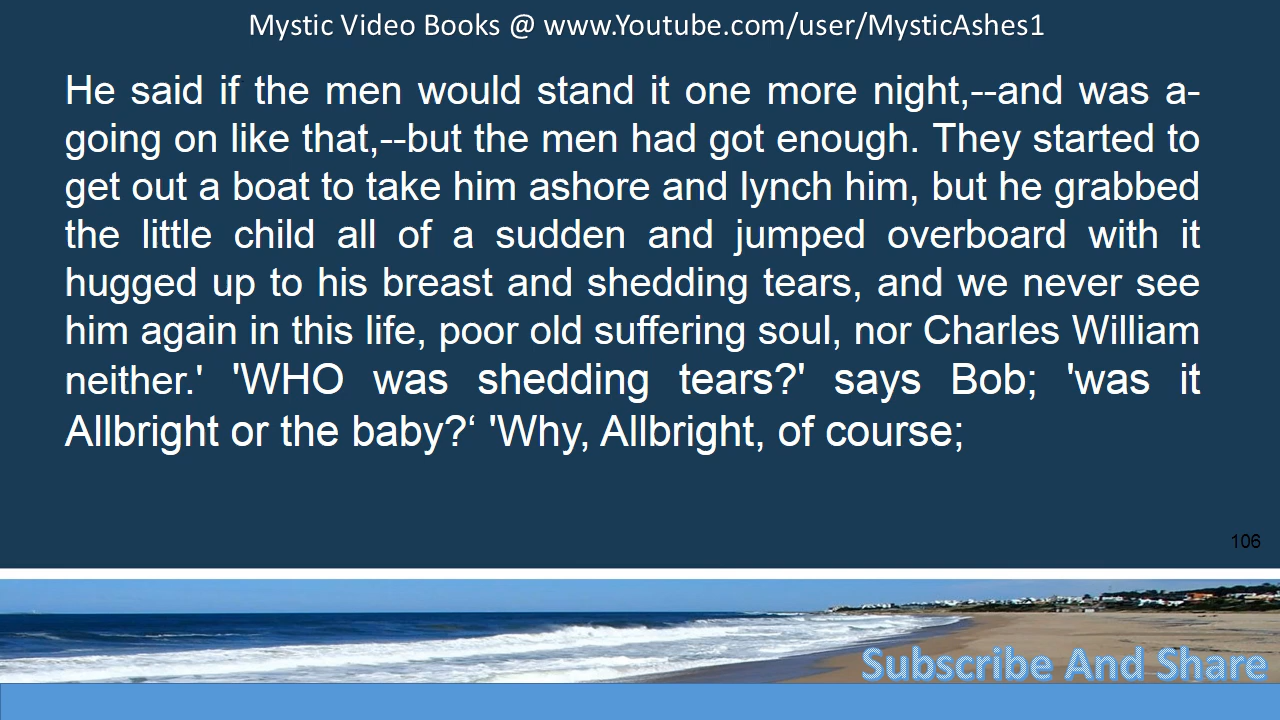 Mystic Video Books @ www.Youtube.com/user/MysticAshes1
He said if the men would stand it one more night,--and was a-
going on like that,--but the men had got enough. They started to
get out a boat to take him ashore and lynch him, but he grabbed
the little child all of a sudden and jumped overboard with it
hugged up to his breast and shedding tears, and we never see
him again in this life, poor old suffering soul, nor Charles William
neither.' 'WHO was shedding tears?' says Bob; 'was it
Allbright or the baby?‘ 'Why, Allbright, of course;
106
Subscribe And Share